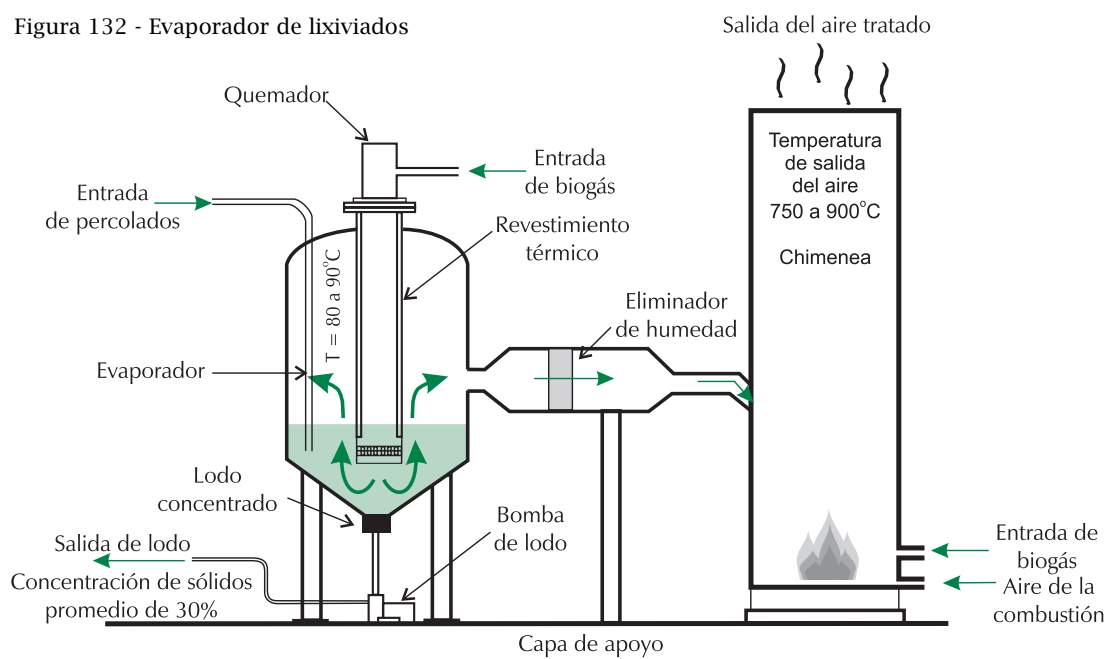 Figura 132 - Evaporador de lixiviados
Salida del aire tratado
Quemador
Entrada
de biogás
Entrada
de percolados
Revestimiento
térmico
T = 80 a 90°C
Temperatura
de salida
del aire
750 a 900°C
Chimenea
Eliminador
de humedad
Evaporador
Lodo
concentrado
Bomba
de lodo
Salida de lodo
Concentración de sólidos
promedio de 30%
Entrada de
biogás
Aire de la
combustión
Capa de apoyo